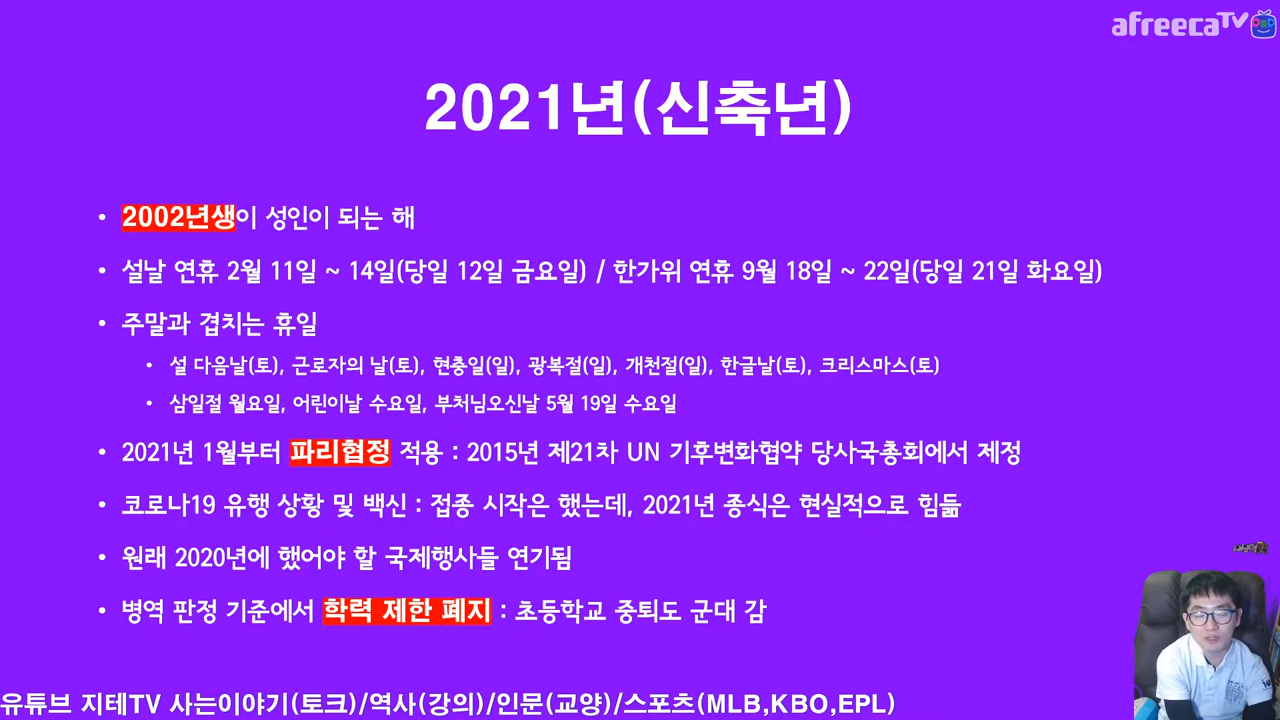 afreecaTV
2021년(신축년)
• 2002년생이 성인이 되는 해
• 설날 연휴 2월 11일 ~ 14일(당일 12일 금요일) / 한가위 연휴 9월 18일 ~ 22일(당일 21일 화요일)
• 주말과 겹치는 휴일
• 설 다음날(토), 근로자의 날(토), 현충일(일), 광복절(일), 개천절(일), 한글날(토), 크리스마스(토)
• 삼일절 월요일, 어린이날 수요일, 부처님오신날 5월 19일 수요일
• 2021년 1월부터 파리협정 적용 : 2015년 제21차 UN 기후변화협약 당사국총회에서 제정
• 코로나19 유행 상황 및 백신 : 접종 시작은 했는데, 2021년 종식은 현실적으로 힘듦
• 원래 2020년에 했어야 할 국제행사들 연기됨
• 병역 판정 기준에서 학력 제한 폐지 : 초등학교 중퇴도 군대 감
유튜브 지테TV 사는이야기(토크)/역사(강의)/인문(교양)/스포츠(MLB,KBO,EPL)